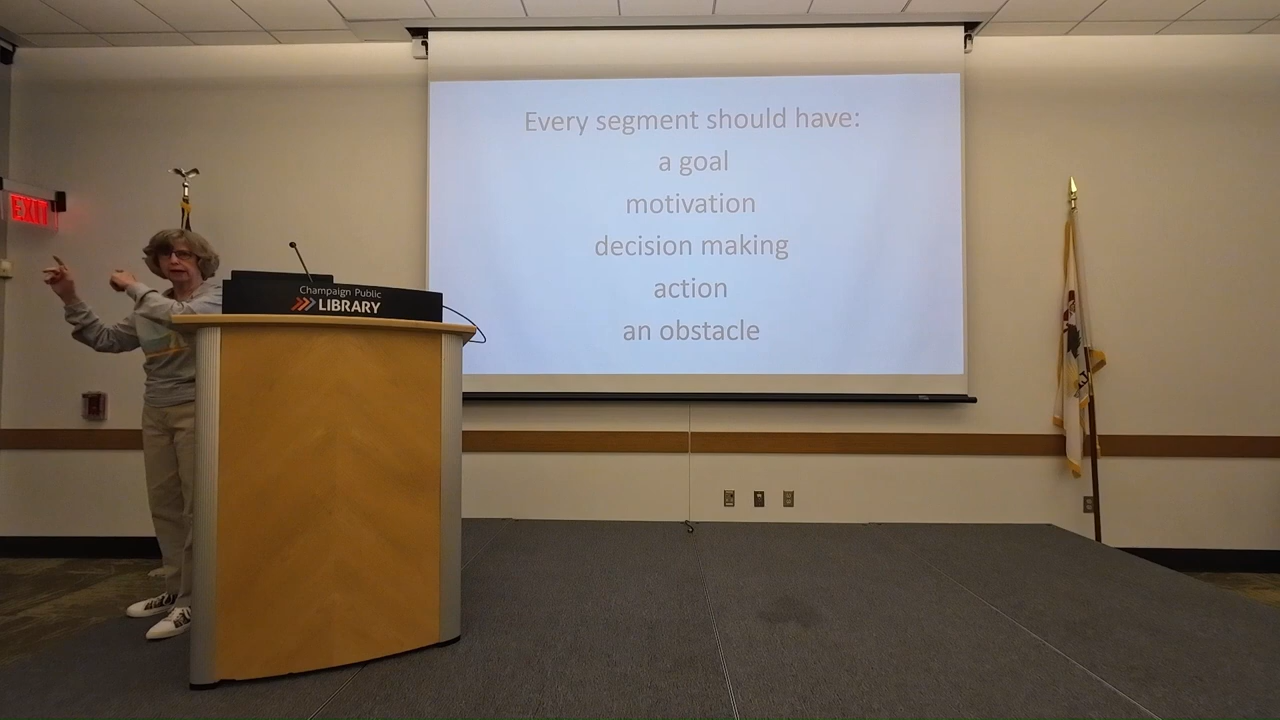 Every segment should have:
a goal
motivation
decision making
action
an obstacle
EXIT
Champaign Public
LIBRARY